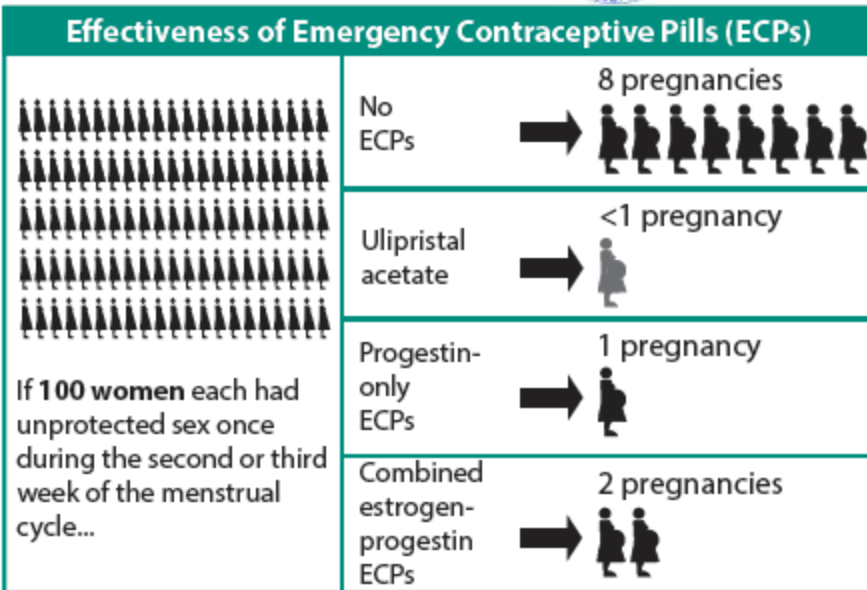 Effectiveness of Emergency Contraceptive Pills (ECPs)
If 100 women each had
unprotected sex once
during the second or third
week of the menstrual
cycle...
No
ECPs
8 pregnancies
Ulipristal
acetate
<1 pregnancy
Progestin-
only
ECPs
1 pregnancy
Combined
estrogen-
progestin
ECPs
2 pregnancies